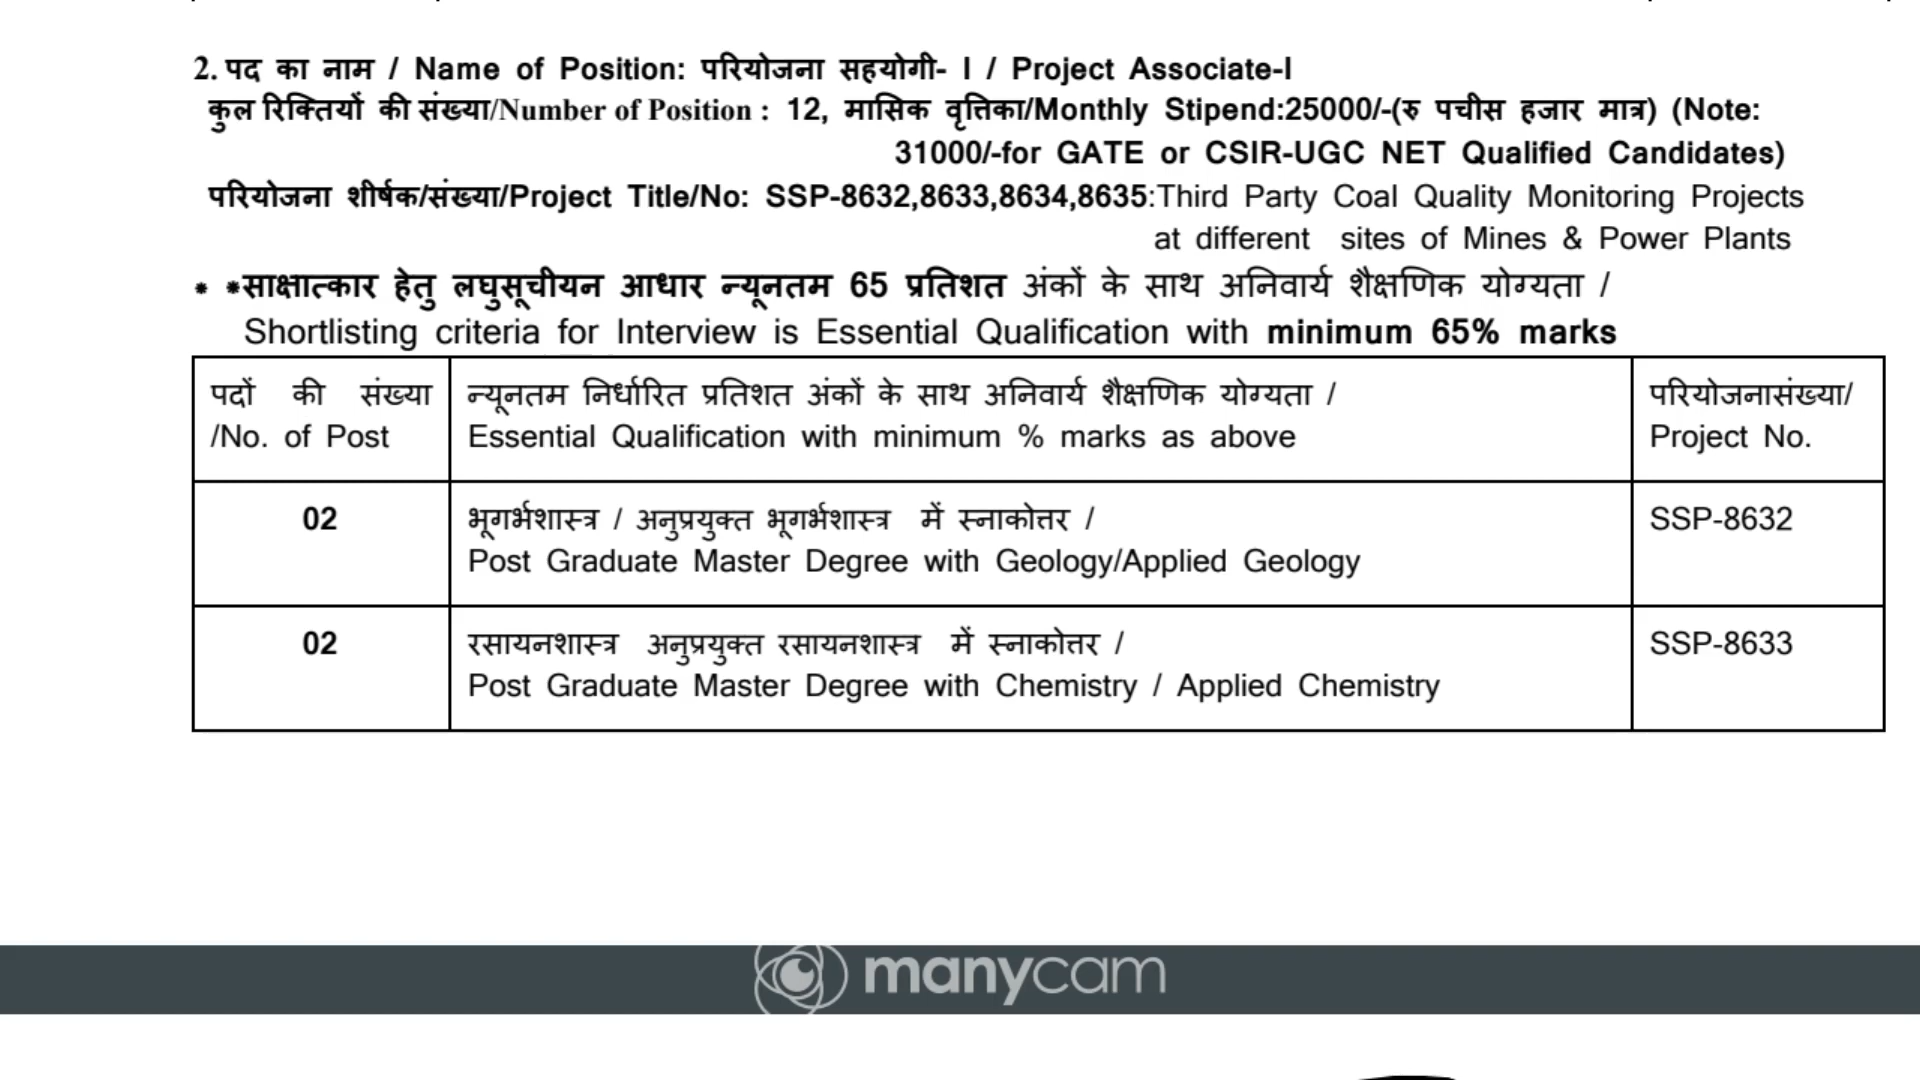 2. पद का नाम / Name of Position: परियोजना सहयोगी- I / Project Associate-I
कुल रिक्तियों की संख्या/Number of Position : 12, मासिक वृत्तिका/Monthly Stipend:25000/-(रु पचीस हजार मात्र) (Note:
31000/-for GATE or CSIR-UGC NET Qualified Candidates)
परियोजना शीर्षक/संख्या/Project Title/No: SSP-8632,8633,8634,8635:Third Party Coal Quality Monitoring Projects
at different sites of Mines & Power Plants
* *साक्षात्कार हेतु लघुसूचीयन आधार न्यूनतम 65 प्रतिशत अंकों के साथ अनिवार्य शैक्षणिक योग्यता /
Shortlisting criteria for Interview is Essential Qualification with minimum 65% marks
पदों की संख्या
/No. of Post
न्यूनतम निर्धारित प्रतिशत अंकों के साथ अनिवार्य शैक्षणिक योग्यता /
Essential Qualification with minimum % marks as above
परियोजनासंख्या/
Project No.
02
भूगर्भशास्त्र / अनुप्रयुक्त भूगर्भशास्त्र में स्नाकोत्तर /
Post Graduate Master Degree with Geology/Applied Geology
SSP-8632
02
रसायनशास्त्र अनुप्रयुक्त रसायनशास्त्र में स्नाकोत्तर /
Post Graduate Master Degree with Chemistry / Applied Chemistry
SSP-8633
manycam